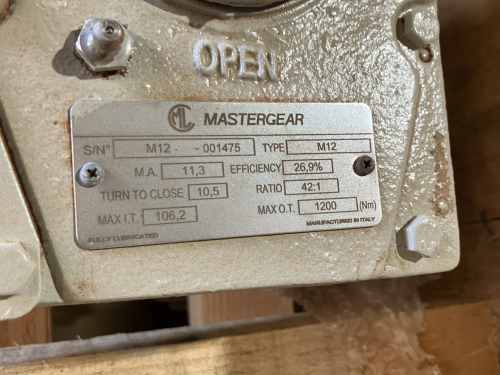 OPEN
MASTERGEAR
S/N° M12 - - 001475 TYPE M12
M.A. 11,3 EFFICIENCY 26,9%
TURN TO CLOSE 10,5 RATIO 42:1
MAX I.T. 106,2 MAX O.T. 1200 (Nm)
FULLY LUBRICATED MANUFACTURED IN ITALY